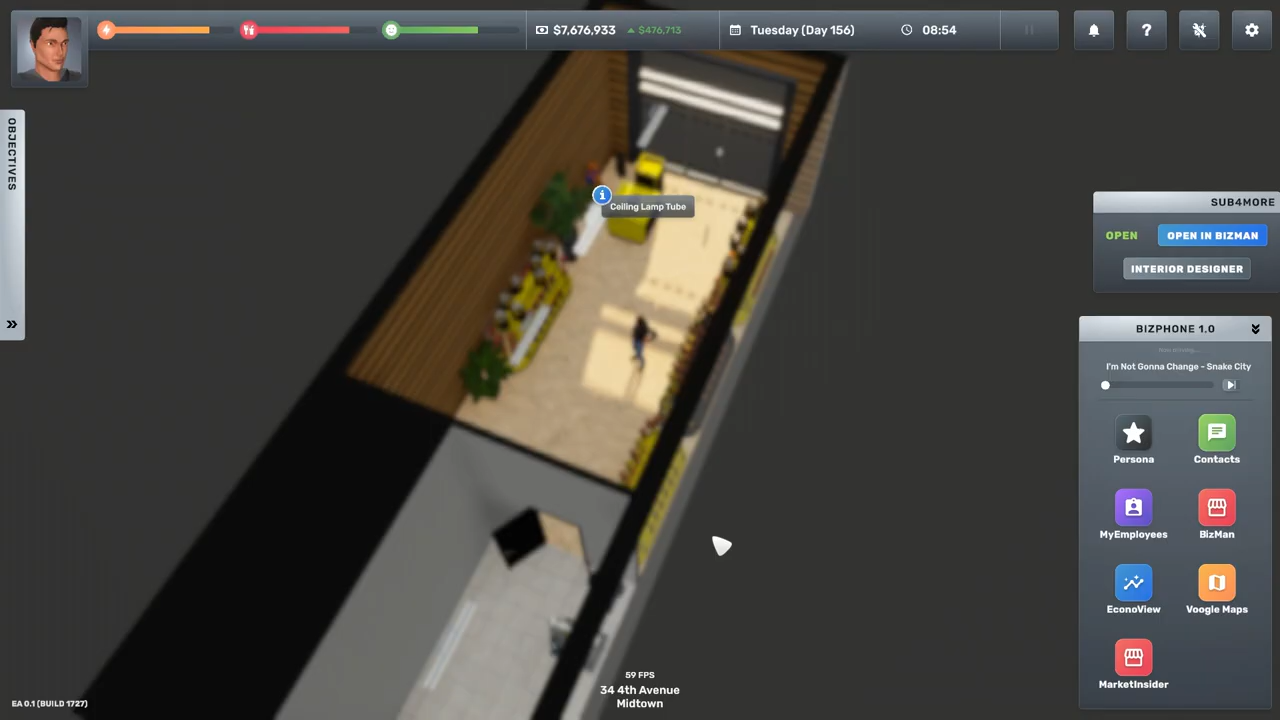 $7,676,933 ▲ $476,713
Tuesday (Day 156)
08:54
?
OBJECTIVES
Ceiling Lamp Tube
SUB4MORE
OPEN
OPEN IN BIZMAN
INTERIOR DESIGNER
BIZPHONE 1.0
I'm Not Gonna Change - Snake City
Persona
Contacts
MyEmployees
BizMan
EconoView
Voogle Maps
MarketInsider
59 FPS
34 4th Avenue
Midtown
EA 0.1 (BUILD 1727)